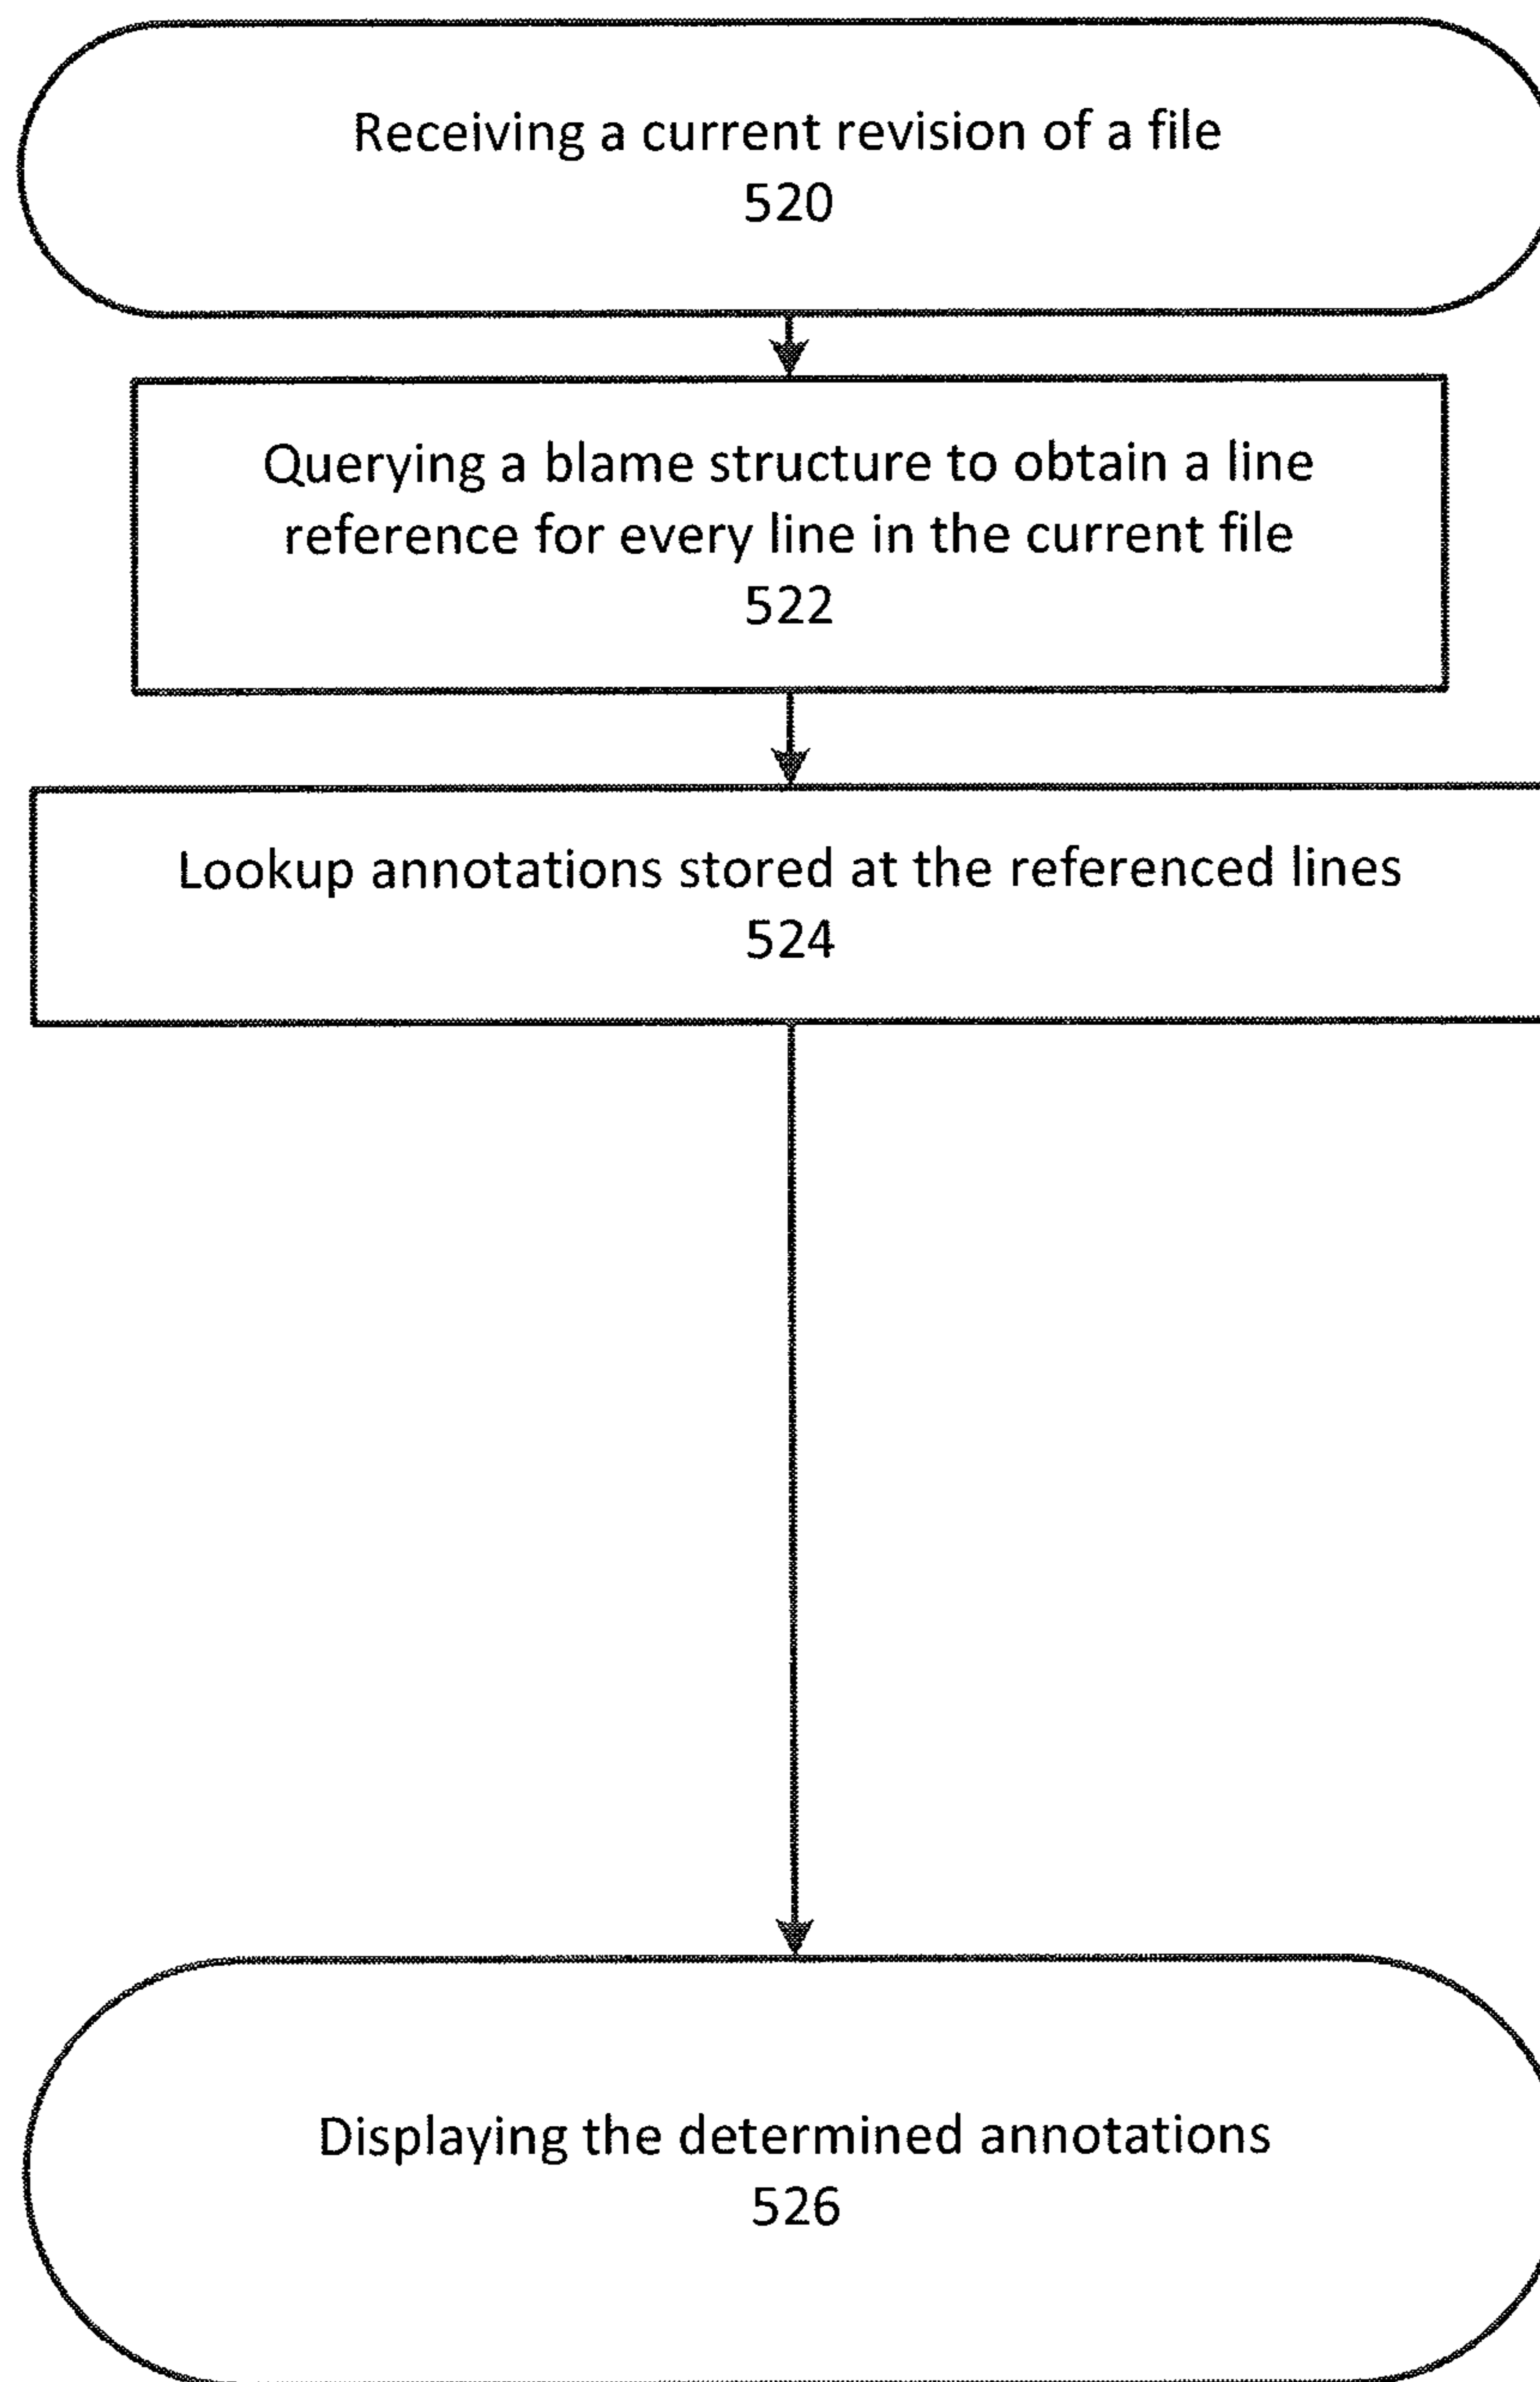 Receiving a current revision of a file
520
Querying a blame structure to obtain a line
reference for every line in the current file
522
Lookup annotations stored at the referenced lines
524
Displaying the determined annotations
526